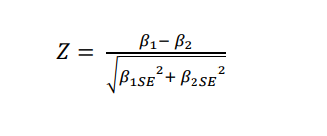 Z = (β₁ − β₂) / √(β₁SE² + β₂SE²)